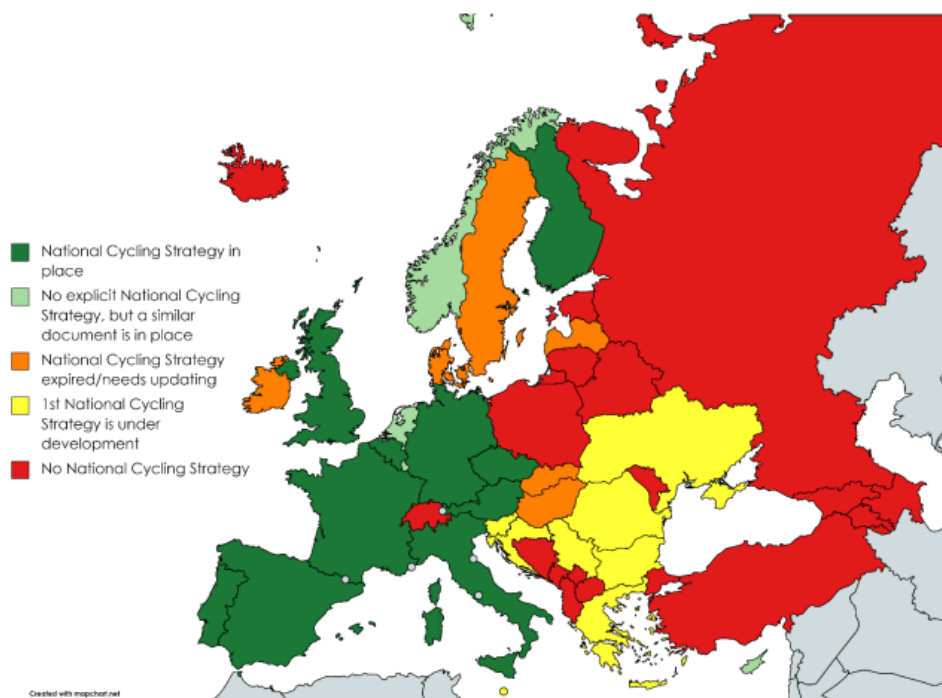 National Cycling Strategy in
place
No explicit National Cycling
Strategy, but a similar
document is in place
National Cycling Strategy
expired/needs updating
1st National Cycling
Strategy is under
development
No National Cycling Strategy
Created with mapchart.net